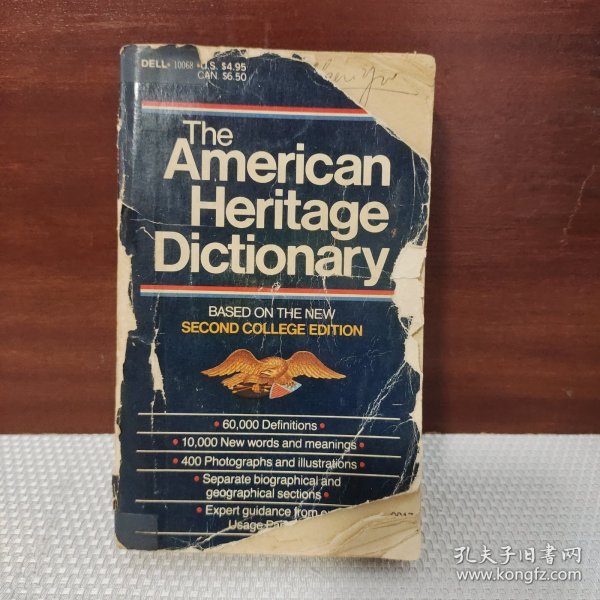 DELL • 10068 • U.S. $4.95
CAN. $6.50
The
American
Heritage
Dictionary
BASED ON THE NEW
SECOND COLLEGE EDITION
• 60,000 Definitions •
• 10,000 New words and meanings •
• 400 Photographs and illustrations •
• Separate biographical and
geographical sections •
• Expert guidance from
Usage
孔夫子旧书网
www.kongfz.com